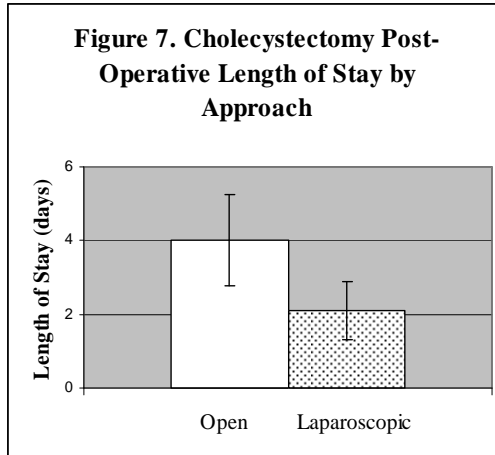 Figure 7. Cholecystectomy Post-
Operative Length of Stay by
Approach
Length of Stay (days)
6
4
2
0
Open Laparoscopic